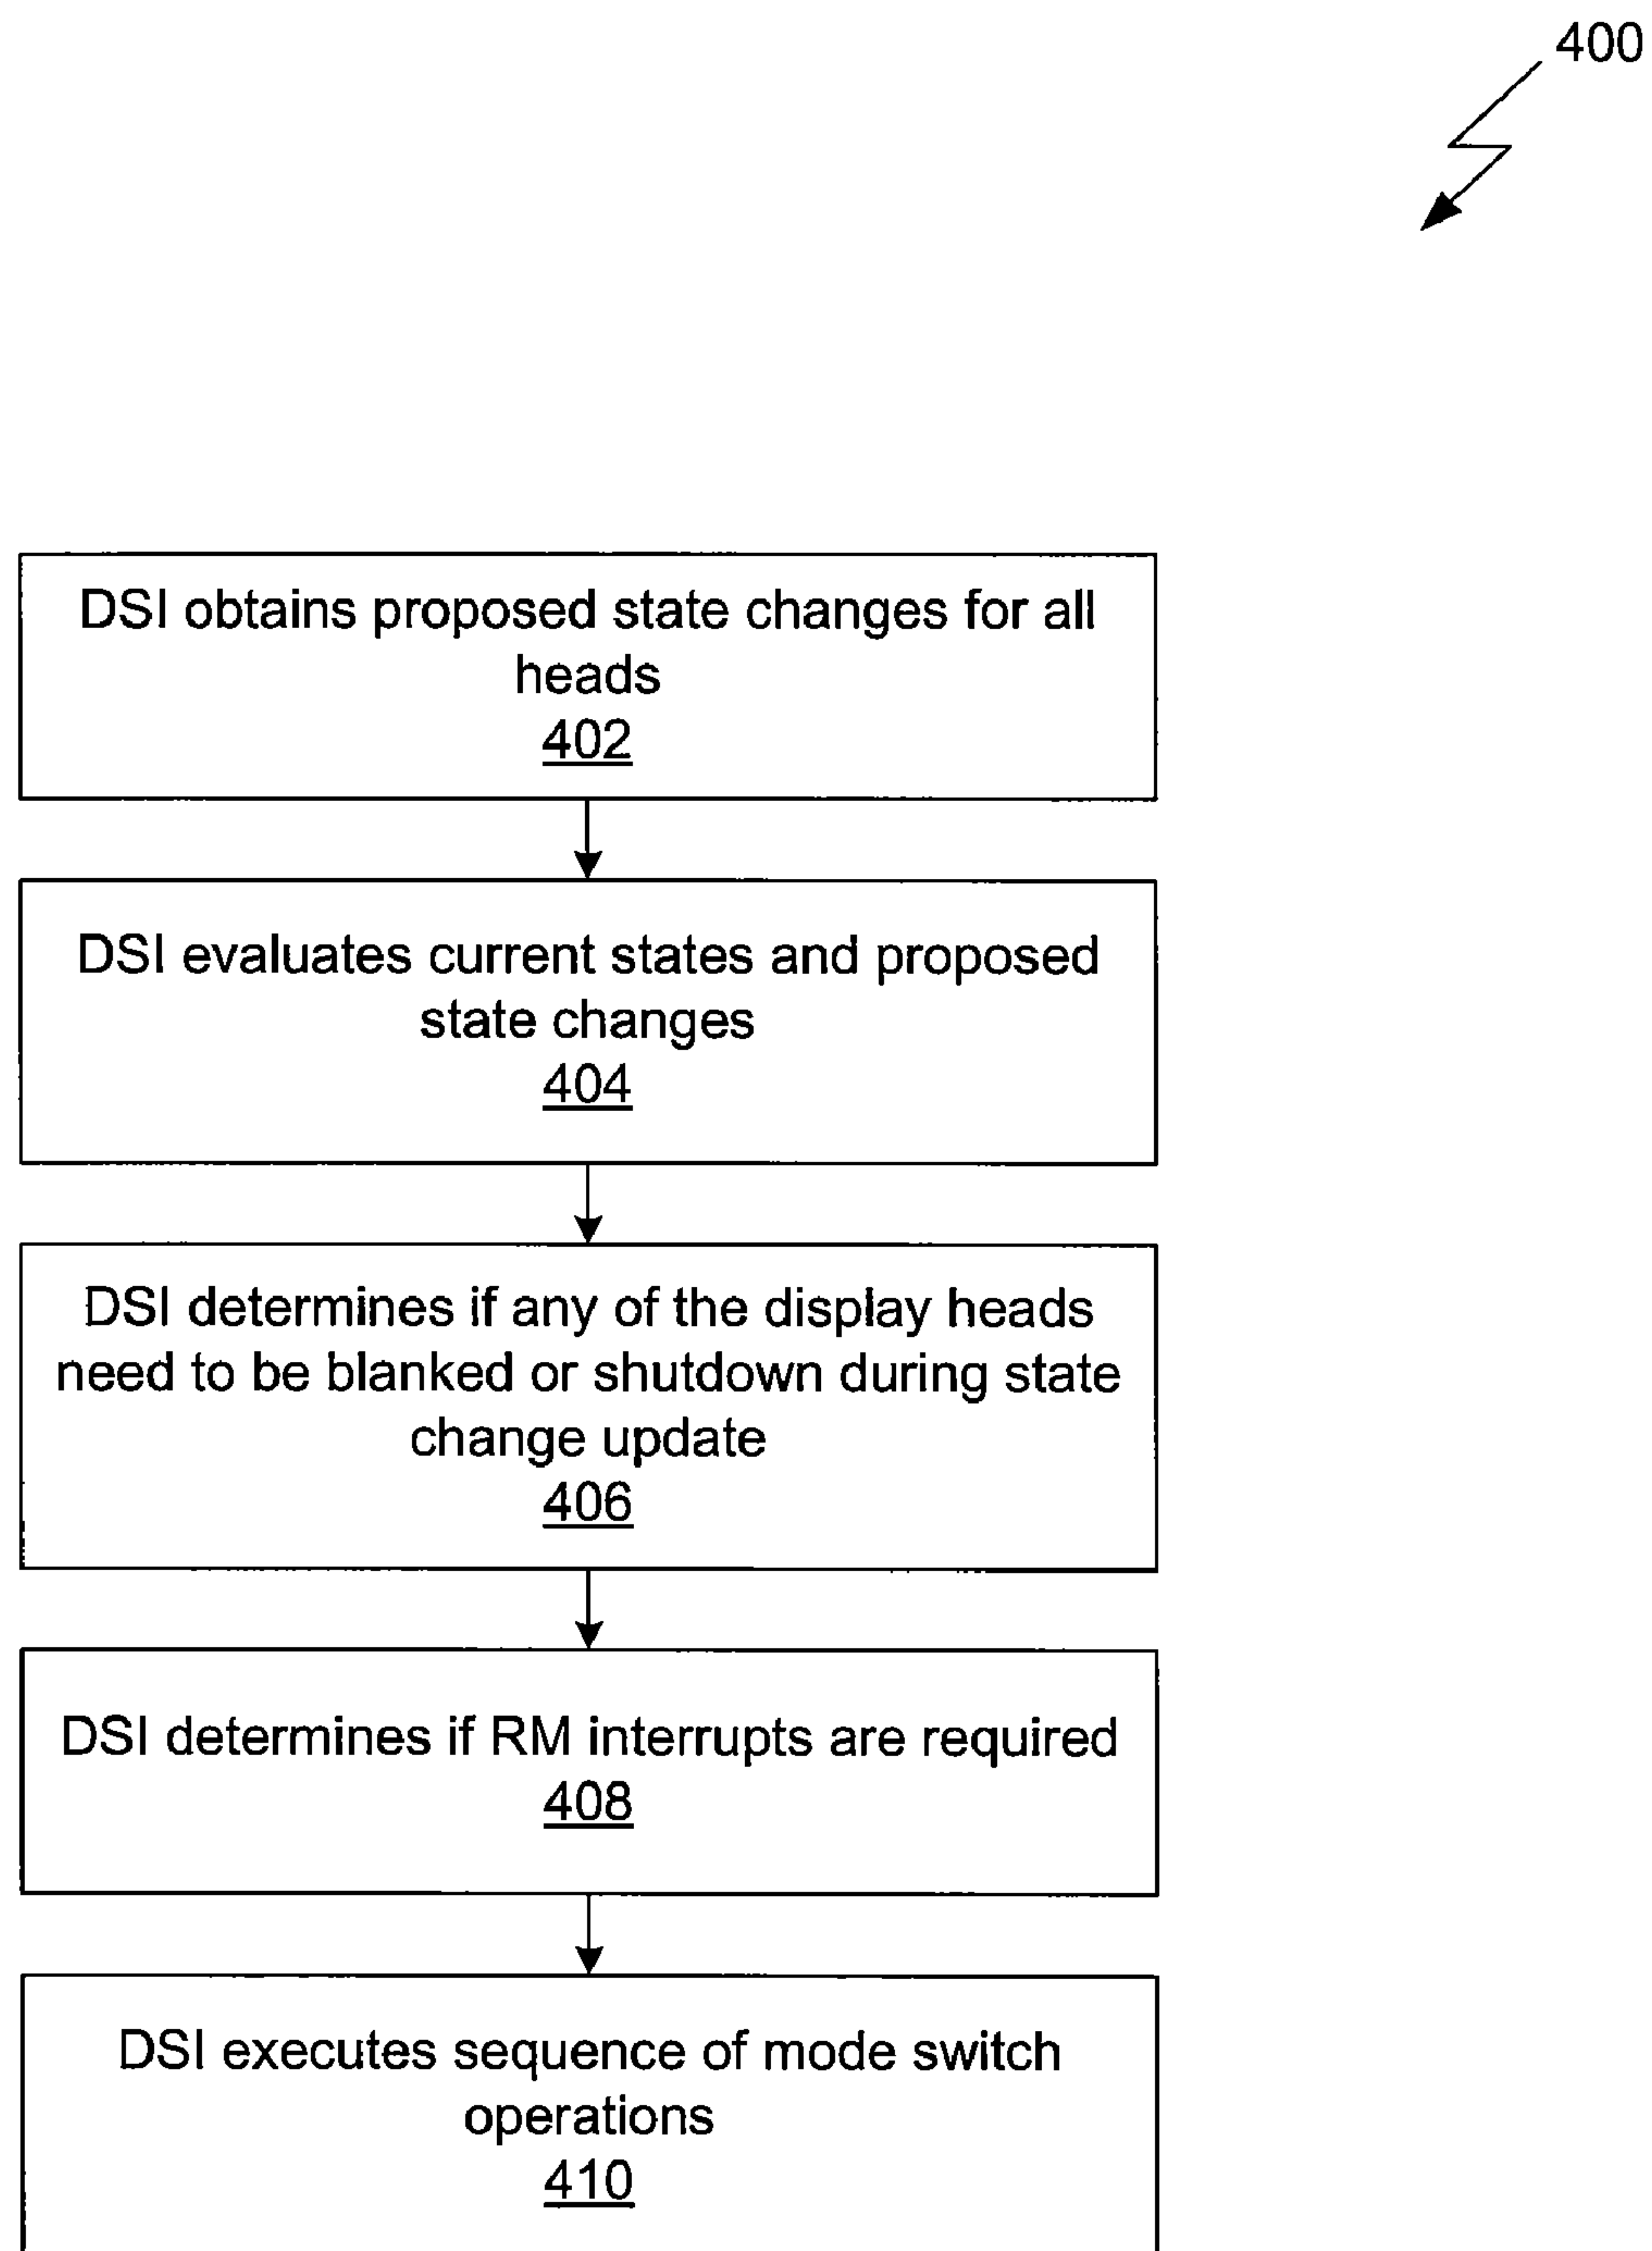 400
DSI obtains proposed state changes for all
heads
402
DSI evaluates current states and proposed
state changes
404
DSI determines if any of the display heads
need to be blanked or shutdown during state
change update
406
DSI determines if RM interrupts are required
408
DSI executes sequence of mode switch
operations
410